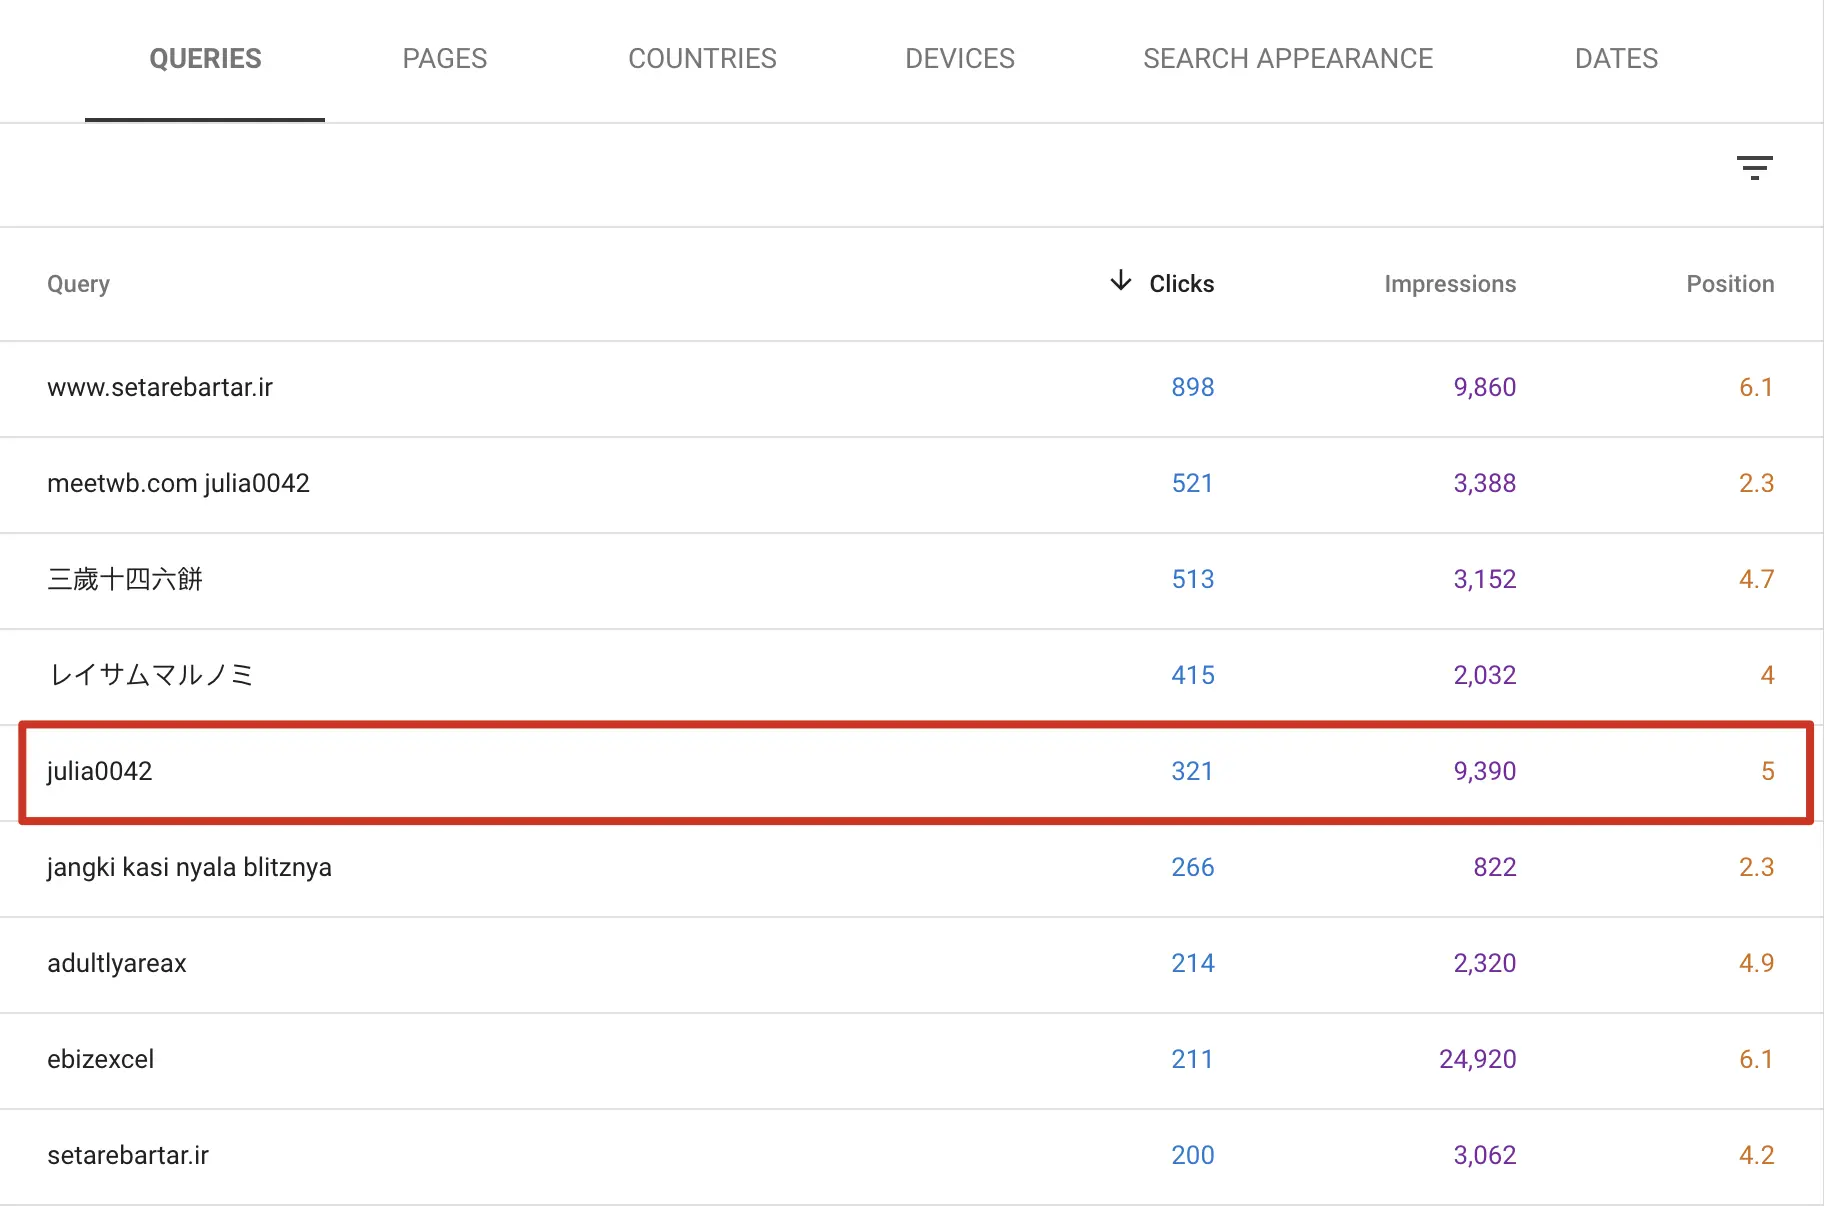 QUERIES PAGES COUNTRIES DEVICES SEARCH APPEARANCE DATES
Query Clicks Impressions Position
www.setarebartar.ir 898 9,860 6.1
meetwb.com julia0042 521 3,388 2.3
三歳十四六餅 513 3,152 4.7
レイサムマルノミ 415 2,032 4
julia0042 321 9,390 5
jangki kasi nyala blitznya 266 822 2.3
adultlyareax 214 2,320 4.9
ebizexcel 211 24,920 6.1
setarebartar.ir 200 3,062 4.2